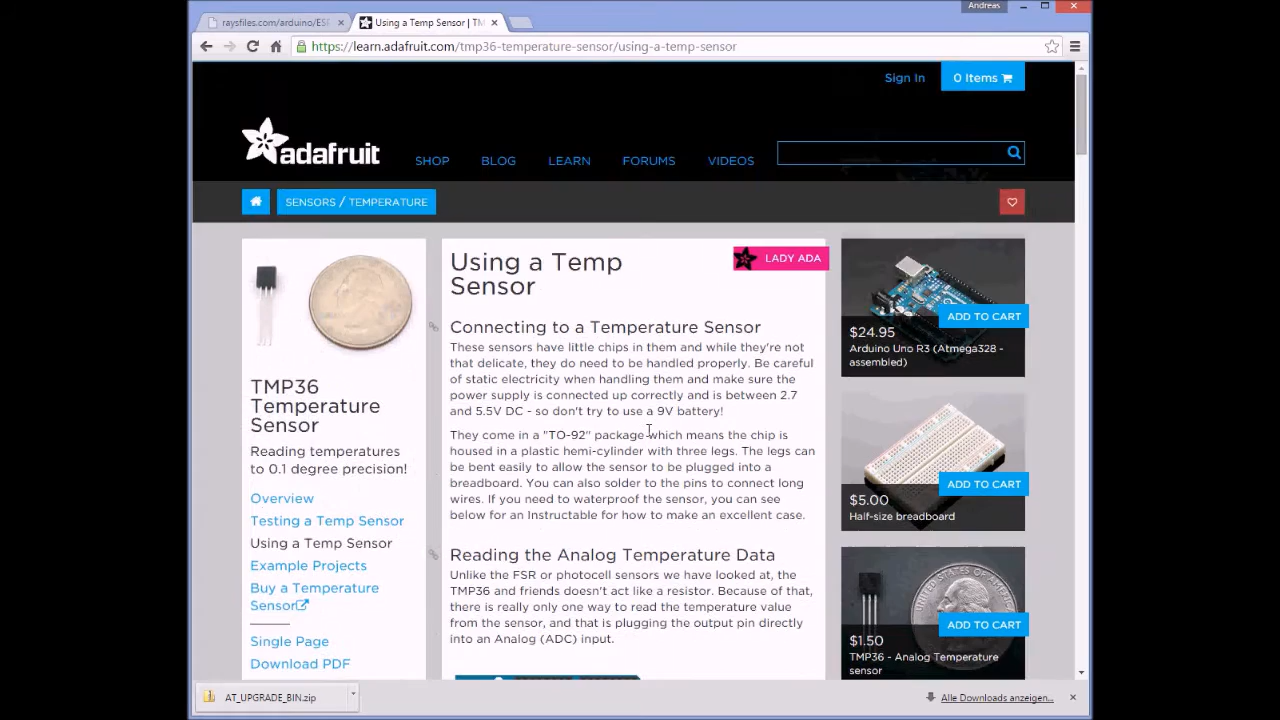 Andreas
raysfiles.com/arduino/ESP
Using a Temp Sensor | TM
https://learn.adafruit.com/tmp36-temperature-sensor/using-a-temp-sensor
Sign In
0 Items
adafruit
SHOP
BLOG
LEARN
FORUMS
VIDEOS
SENSORS / TEMPERATURE
TMP36
Temperature
Sensor
Reading temperatures
to 0.1 degree precision!
Overview
Testing a Temp Sensor
Using a Temp Sensor
Example Projects
Buy a Temperature
Sensor
Single Page
Download PDF
Using a Temp
Sensor
LADY ADA
Connecting to a Temperature Sensor
These sensors have little chips in them and while they're not
that delicate, they do need to be handled properly. Be careful
of static electricity when handling them and make sure the
power supply is connected up correctly and is between 2.7
and 5.5V DC - so don't try to use a 9V battery!
They come in a "TO-92" package which means the chip is
housed in a plastic hemi-cylinder with three legs. The legs can
be bent easily to allow the sensor to be plugged into a
breadboard. You can also solder to the pins to connect long
wires. If you need to waterproof the sensor, you can see
below for an Instructable for how to make an excellent case.
Reading the Analog Temperature Data
Unlike the FSR or photocell sensors we have looked at, the
TMP36 and friends doesn't act like a resistor. Because of that,
there is really only one way to read the temperature value
from the sensor, and that is plugging the output pin directly
into an Analog (ADC) input.
ADD TO CART
$24.95
Arduino Uno R3 (Atmega328 -
assembled)
ADD TO CART
$5.00
Half-size breadboard
ADD TO CART
$1.50
TMP36 - Analog Temperature
sensor
AT_UPGRADE_BIN.zip
Alle Downloads anzeigen...